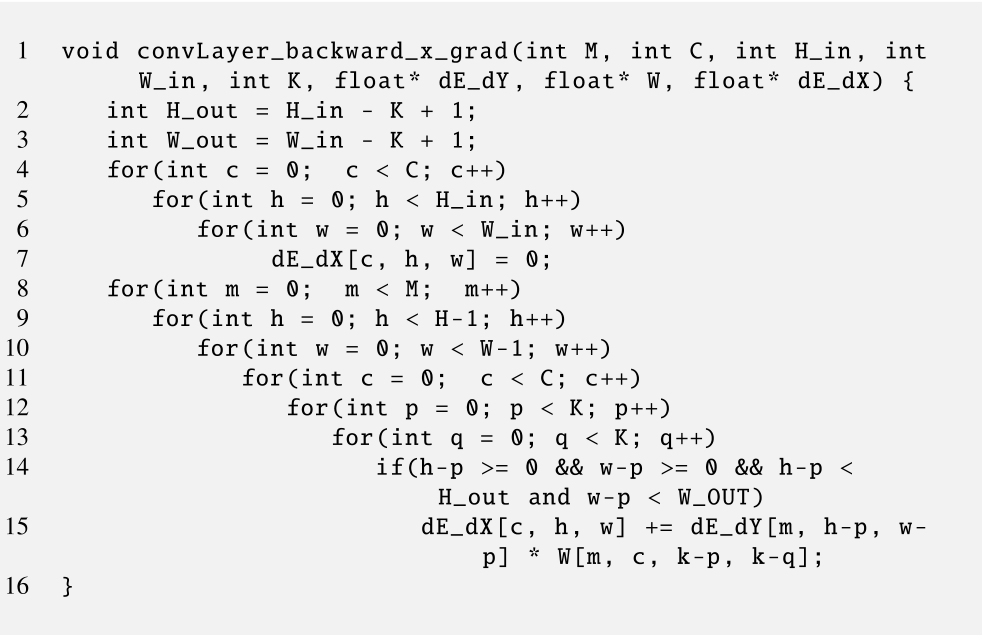 1 void convLayer_backward_x_grad(int M, int C, int H_in, int
W_in, int K, float* dE_dY, float* W, float* dE_dX) {
2 int H_out = H_in - K + 1;
3 int W_out = W_in - K + 1;
4 for(int c = 0; c < C; c++)
5 for(int h = 0; h < H_in; h++)
6 for(int w = 0; w < W_in; w++)
7 dE_dX[c, h, w] = 0;
8 for(int m = 0; m < M; m++)
9 for(int h = 0; h < H-1; h++)
10 for(int w = 0; w < W-1; w++)
11 for(int c = 0; c < C; c++)
12 for(int p = 0; p < K; p++)
13 for(int q = 0; q < K; q++)
14 if(h-p >= 0 && w-p >= 0 && h-p <
H_out and w-p < W_OUT)
15 dE_dX[c, h, w] += dE_dY[m, h-p, w-
p] * W[m, c, k-p, k-q];
16 }